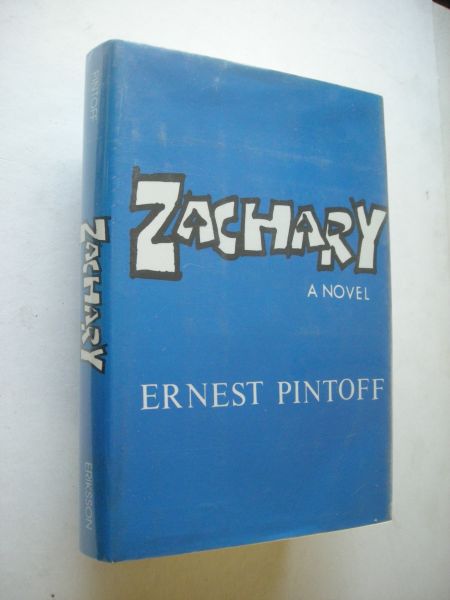 ZACHARY
A NOVEL
ERNEST PINTOFF
PINTOFF
ZACHARY
ERIKSSON